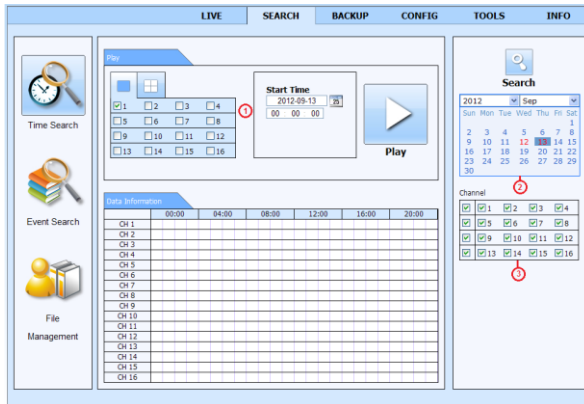 LIVE SEARCH BACKUP CONFIG TOOLS INFO
Time Search
Event Search
File
Management
Play
1 2 3 4
5 6 7 8
9 10 11 12
13 14 15 16
1
Start Time
2012-09-13
00 : 00 : 00
Play
Data Information
00:00 04:00 08:00 12:00 16:00 20:00
CH 1
CH 2
CH 3
CH 4
CH 5
CH 6
CH 7
CH 8
CH 9
CH 10
CH 11
CH 12
CH 13
CH 14
CH 15
CH 16
Search
2012 Sep
Sun Mon Tue Wed Thu Fri Sat
1
2 3 4 5 6 7 8
9 10 11 12 13 14 15
16 17 18 19 20 21 22
23 24 25 26 27 28 29
30
2
Channel
1 2 3 4
5 6 7 8
9 10 11 12
13 14 15 16
3